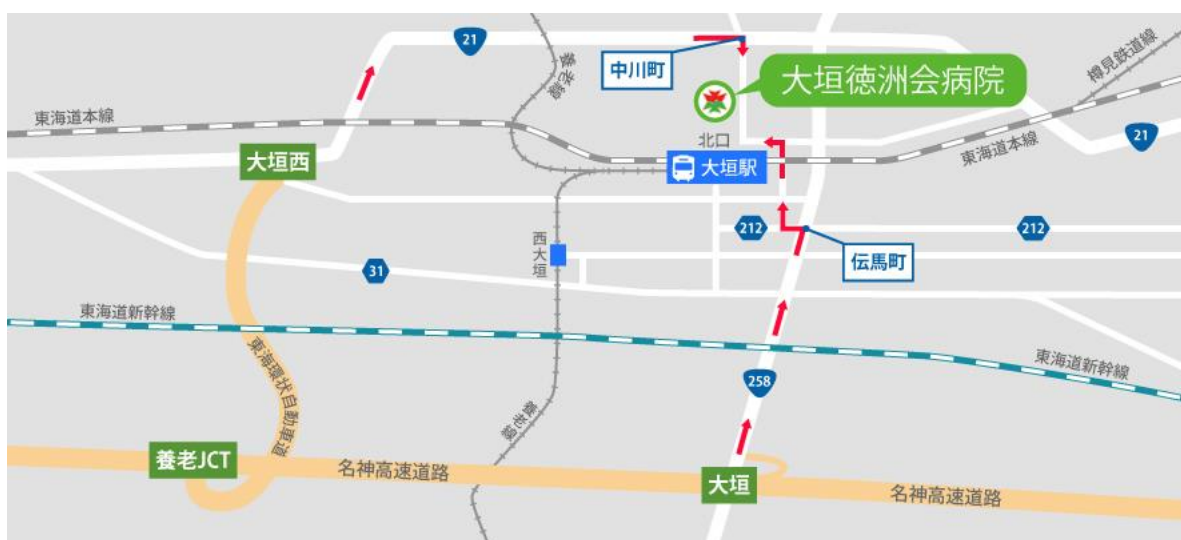 21
中川町
大垣徳洲会病院
養老線
樽見鉄道線
東海道本線
北口
21
大垣西
大垣駅
東海道本線
西大垣
212
212
伝馬町
31
東海道新幹線
東海環状自動車道
東海道新幹線
258
養老線
養老JCT
名神高速道路
大垣
名神高速道路